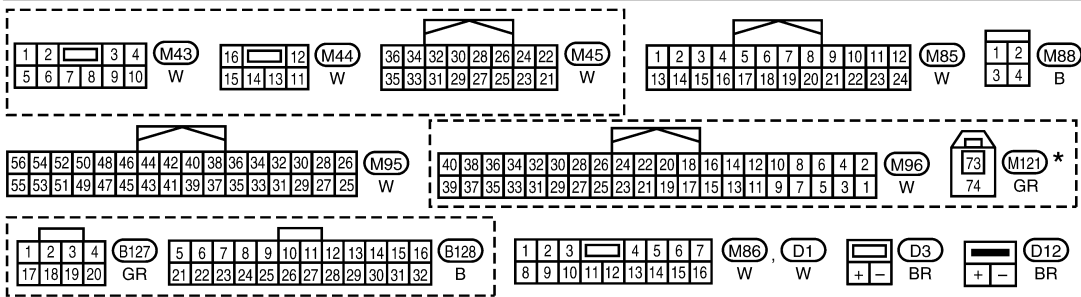 1 2 3 4 M43
5 6 7 8 9 10 W
16 12 M44
15 14 13 11 W
36 34 32 30 28 26 24 22 M45
35 33 31 29 27 25 23 21 W
1 2 3 4 5 6 7 8 9 10 11 12 M85
13 14 15 16 17 18 19 20 21 22 23 24 W
1 2 M88
3 4 B
56 54 52 50 48 46 44 42 40 38 36 34 32 30 28 26 M95
55 53 51 49 47 45 43 41 39 37 35 33 31 29 27 25 W
40 38 36 34 32 30 28 26 24 22 20 18 16 14 12 10 8 6 4 2 M96
39 37 35 33 31 29 27 25 23 21 19 17 15 13 11 9 7 5 3 1 W
73 M121 *
74 GR
1 2 3 4 B127
17 18 19 20 GR
5 6 7 8 9 10 11 12 13 14 15 16 B128
21 22 23 24 25 26 27 28 29 30 31 32 B
1 2 3 4 5 6 7 M86 , D1
8 9 10 11 12 13 14 15 16 W W
D3
+ − BR
D12
+ − BR